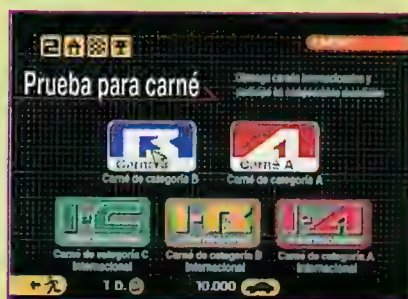 Prueba para carné
Carné B
Carné A
Carné de categoría B
Carné de categoría A
I-C
I-B
I-A
Carné de categoría C
Internacional
Carné de categoría B
Internacional
Carné de categoría A
Internacional
1 D.
10.000